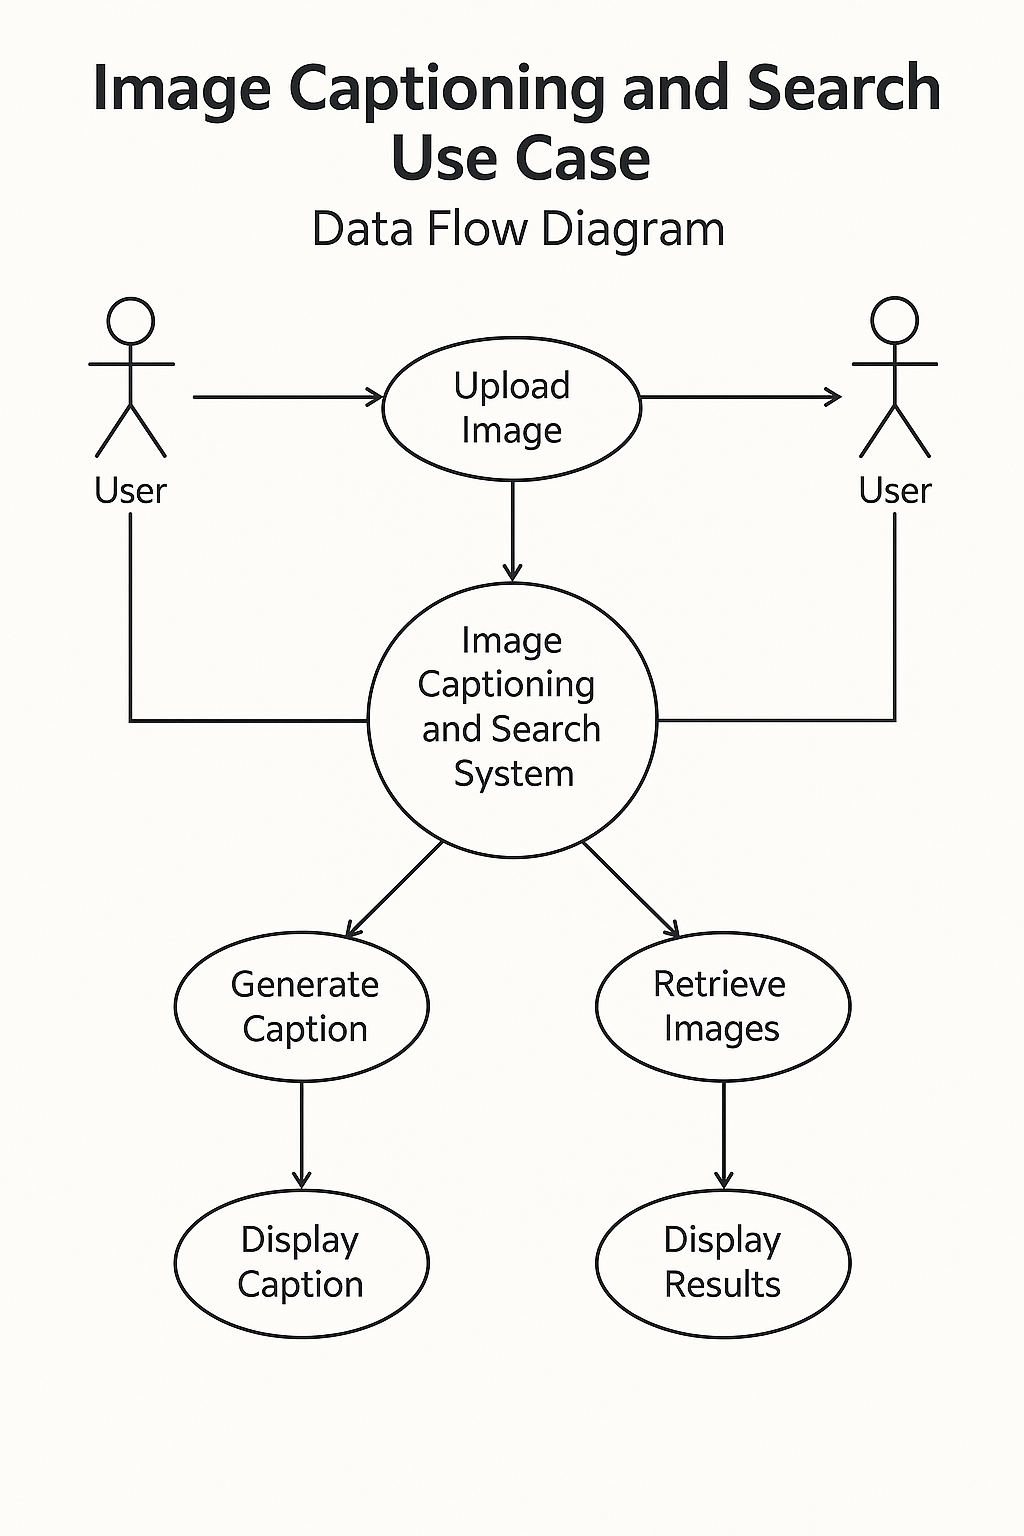 Image Captioning and Search
Use Case
Data Flow Diagram
Upload
Image
User
User
Image
Captioning
and Search
System
Generate
Caption
Retrieve
Images
Display
Caption
Display
Results